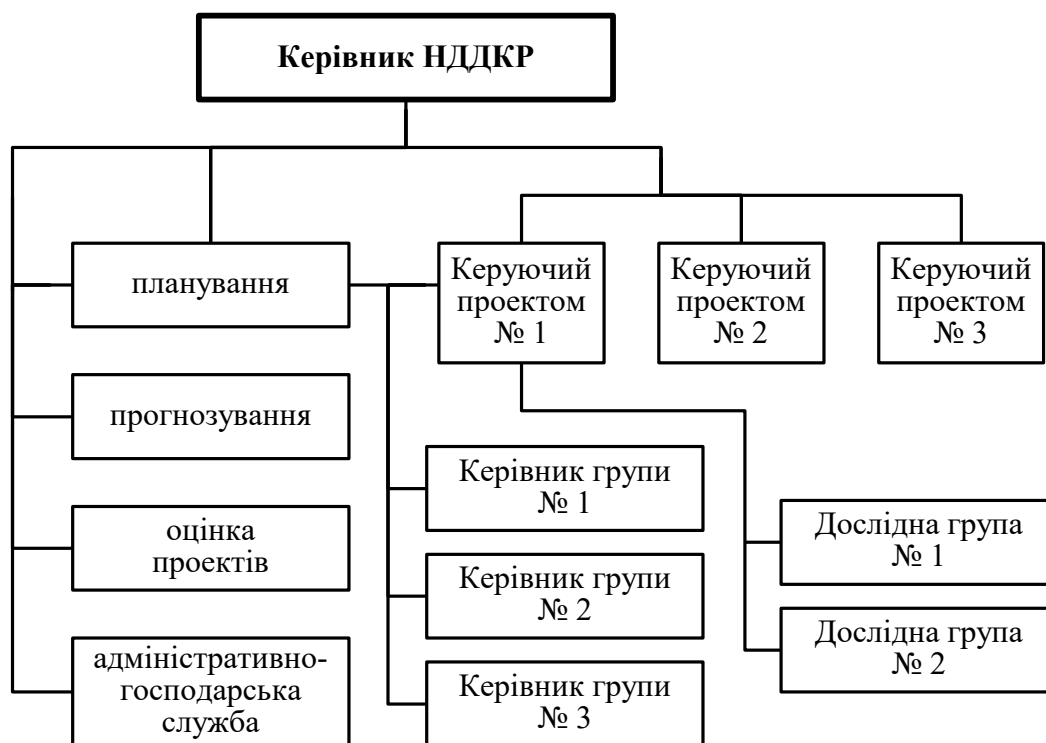 Керівник НДДКР
планування
Керуючий
проектом
№ 1
Керуючий
проектом
№ 2
Керуючий
проектом
№ 3
прогнозування
Керівник групи
№ 1
оцінка
проектів
Дослідна група
№ 1
Керівник групи
№ 2
Дослідна група
№ 2
адміністративно-
господарська
служба
Керівник групи
№ 3